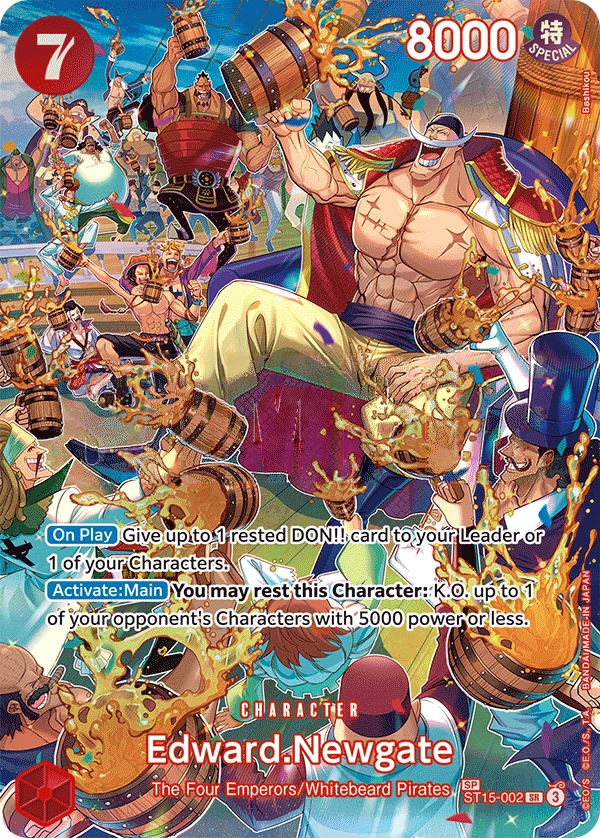 7
8000
特
SPECIAL
Bashikou
On Play Give up to 1 rested DON!! card to your Leader or
1 of your Characters.
Activate:Main You may rest this Character: K.O. up to 1
of your opponent's Characters with 5000 power or less.
CHARACTER
Edward.Newgate
The Four Emperors/Whitebeard Pirates
SP
ST15-002 SR 3
©E.O./S. ©E.O./S., T.A. BANDAI MADE IN JAPAN